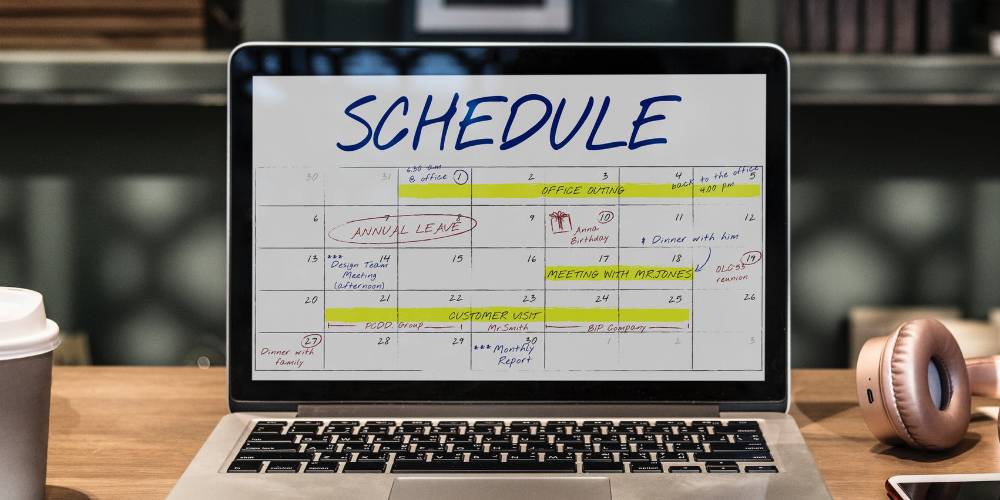 SCHEDULE
6.30 am
@ office
back to the office
4.00 pm
30 31 1 2 3 4 5
OFFICE OUTING
6 7 8 9 10 11 12
ANNUAL LEAVE
Anna
Birthday
& Dinner with him
13 14 15 16 17 18 19
*** Design Team
Meeting
(afternoon)
MEETING WITH MR.JONES
reunion
20 21 22 23 24 25 26
CUSTOMER VISIT
PCDD. Group
Mr.Smith
BIP Company
27 28 29 30 1 2 3
Dinner with
family
*** Monthly
Report